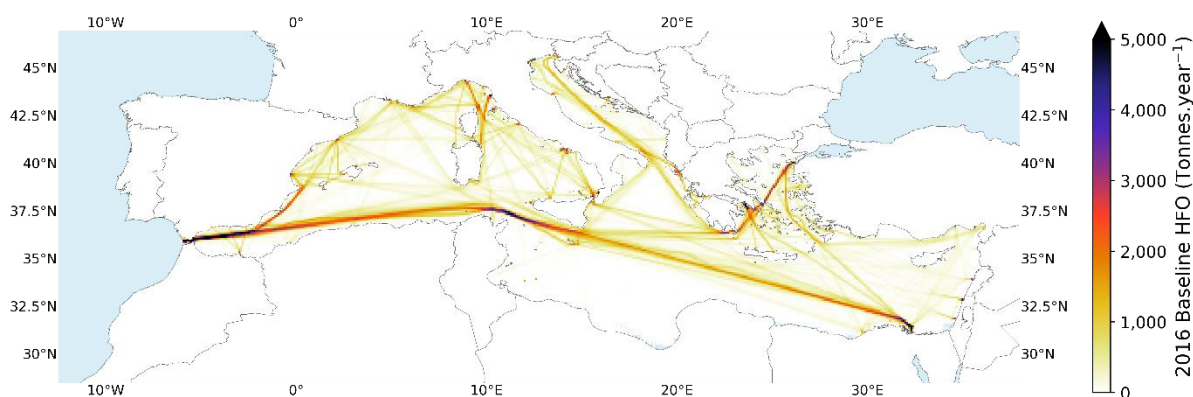 10°W 0° 10°E 20°E 30°E
45°N 45°N
42.5°N 42.5°N
40°N 40°N
37.5°N 37.5°N
35°N 35°N
32.5°N 32.5°N
30°N 30°N
10°W 0° 10°E 20°E 30°E
5,000
4,000
3,000
2,000
1,000
0
2016 Baseline HFO (Tonnes.year⁻¹)